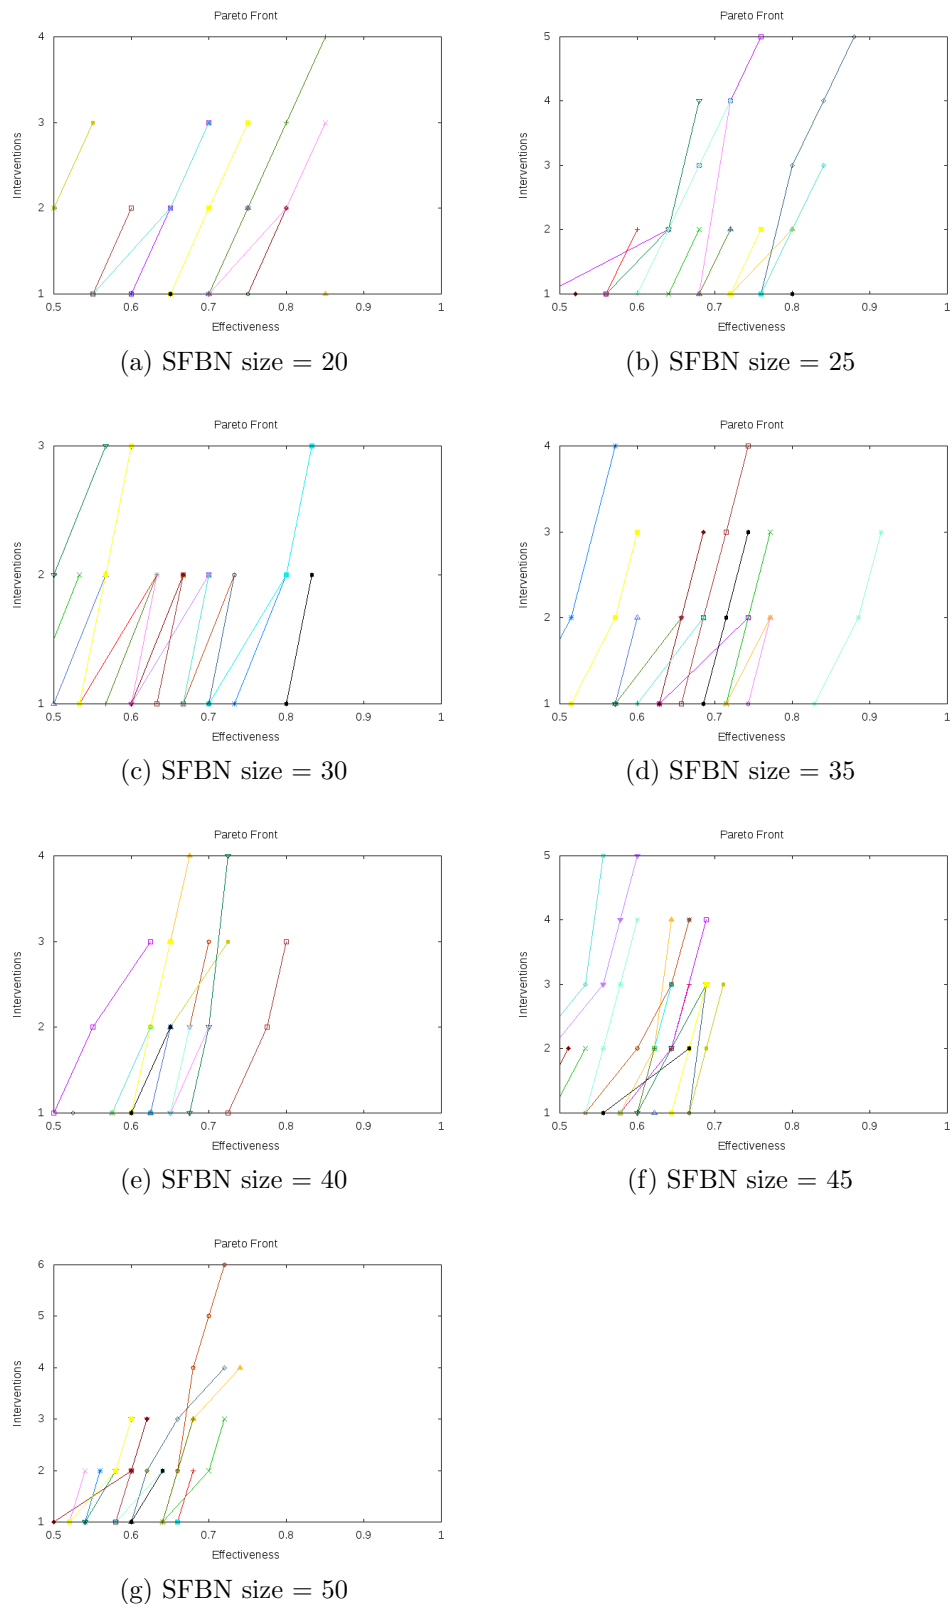 Pareto Front
4
3
2
1
Interventions
0.5 0.6 0.7 0.8 0.9 1
Effectiveness
(a) SFBN size = 20
Pareto Front
5
4
3
2
1
Interventions
0.5 0.6 0.7 0.8 0.9 1
Effectiveness
(b) SFBN size = 25
Pareto Front
3
2
1
Interventions
0.5 0.6 0.7 0.8 0.9 1
Effectiveness
(c) SFBN size = 30
Pareto Front
4
3
2
1
Interventions
0.5 0.6 0.7 0.8 0.9 1
Effectiveness
(d) SFBN size = 35
Pareto Front
4
3
2
1
Interventions
0.5 0.6 0.7 0.8 0.9 1
Effectiveness
(e) SFBN size = 40
Pareto Front
5
4
3
2
1
Interventions
0.5 0.6 0.7 0.8 0.9 1
Effectiveness
(f) SFBN size = 45
Pareto Front
6
5
4
3
2
1
Interventions
0.5 0.6 0.7 0.8 0.9 1
Effectiveness
(g) SFBN size = 50